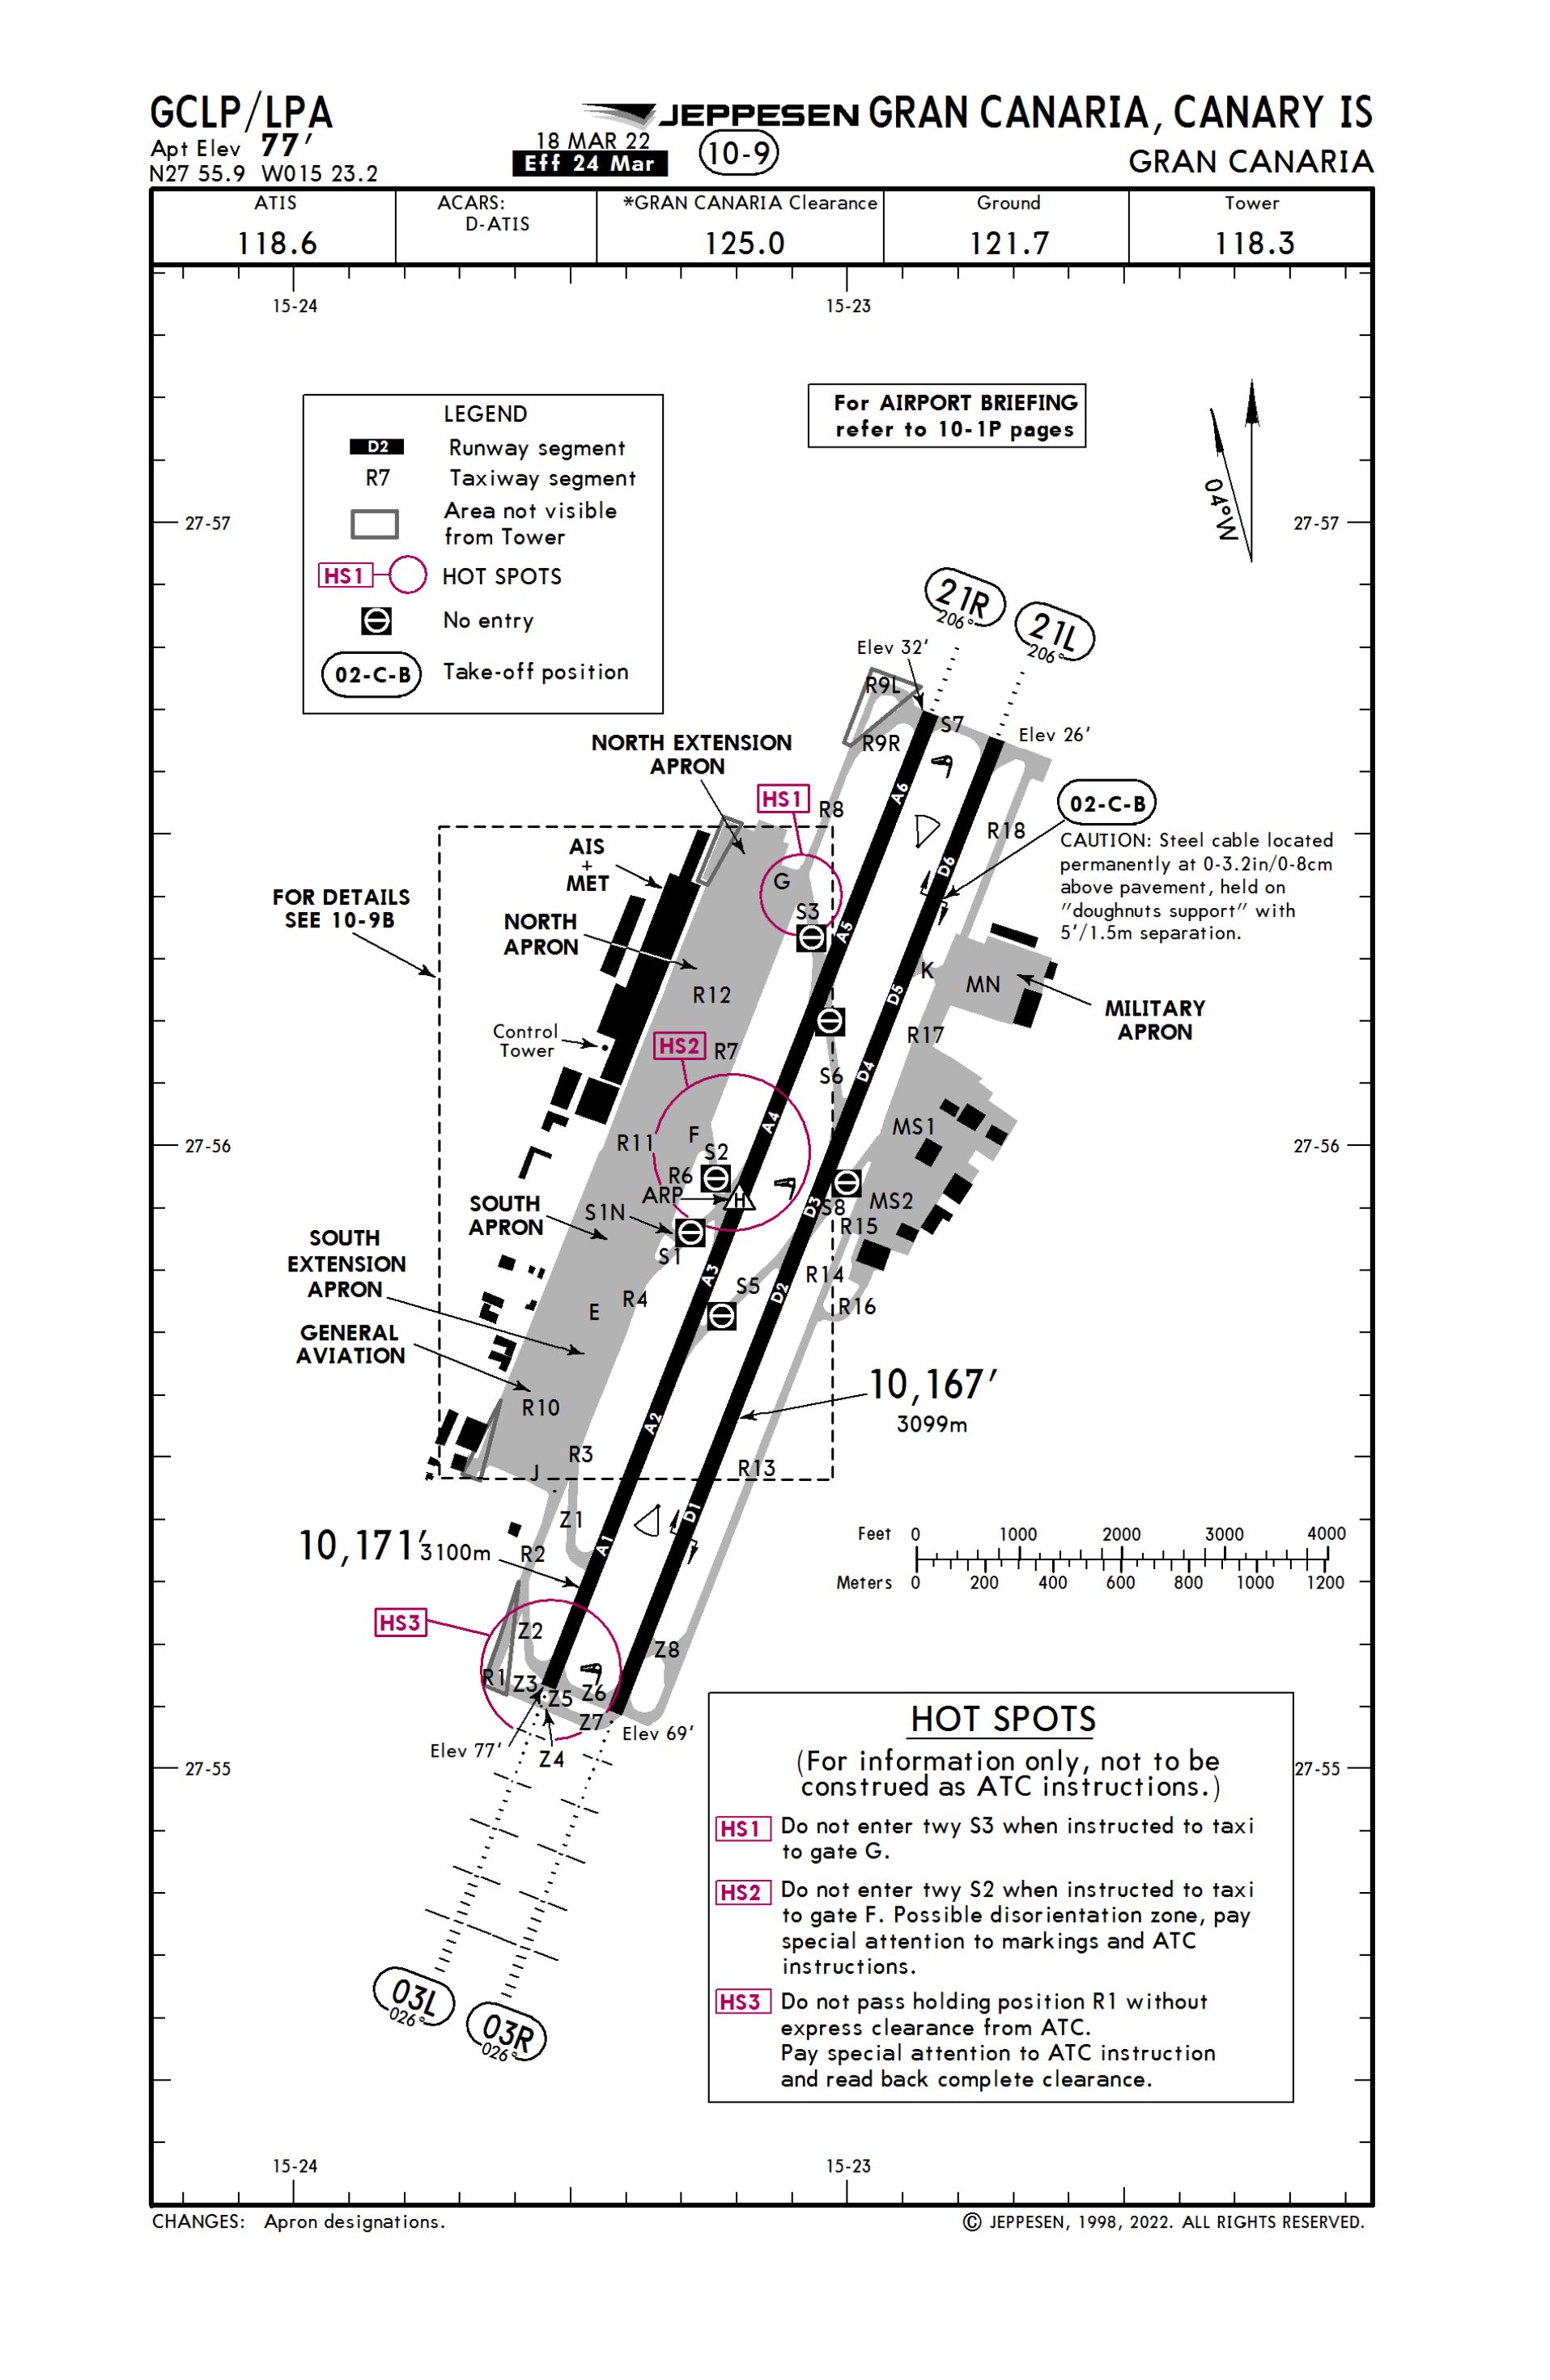 GCLP/LPA
Apt Elev 77'
N27 55.9 W015 23.2
JEPPESEN
18 MAR 22
Eff 24 Mar
10-9
GRAN CANARIA, CANARY IS
GRAN CANARIA
ATIS
118.6
ACARS:
D-ATIS
*GRAN CANARIA Clearance
125.0
Ground
121.7
Tower
118.3
15-24
15-23
LEGEND
D2 Runway segment
R7 Taxiway segment
Area not visible
from Tower
HS1 HOT SPOTS
No entry
02-C-B Take-off position
For AIRPORT BRIEFING
refer to 10-1P pages
04°W
27-57
27-57
21R
206°
21L
206°
Elev 32'
R9L
S7
R9R
Elev 26'
NORTH EXTENSION
APRON
HS1
R8
A6
02-C-B
R18
CAUTION: Steel cable located
permanently at 0-3.2in/0-8cm
above pavement, held on
"doughnuts support" with
5'/1.5m separation.
AIS
+
MET
D6
G
S3
FOR DETAILS
SEE 10-9B
NORTH
APRON
A5
K
MN
R12
D5
MILITARY
APRON
Control
Tower
HS2
R7
R17
S6
D4
A4
MS1
R11
F
S2
27-56
27-56
R6
ARP
H
SOUTH
APRON
S1N
D3
S8
MS2
R15
S1
SOUTH
EXTENSION
APRON
A3
S5
R14
D2
E
R4
R16
GENERAL
AVIATION
10,167'
3099m
R10
A2
R3
J
R13
Z1
D1
10,171'
3100m
R2
A1
Feet 0 1000 2000 3000 4000
Meters 0 200 400 600 800 1000 1200
HS3
Z2
Z8
R1
Z3
Z5
Z6
Z7
Elev 77'
Z4
Elev 69'
27-55
27-55
HOT SPOTS
(For information only, not to be
construed as ATC instructions.)
HS1 Do not enter twy S3 when instructed to taxi
to gate G.
HS2 Do not enter twy S2 when instructed to taxi
to gate F. Possible disorientation zone, pay
special attention to markings and ATC
instructions.
HS3 Do not pass holding position R1 without
express clearance from ATC.
Pay special attention to ATC instruction
and read back complete clearance.
03L
026°
03R
026°
15-24
15-23
CHANGES: Apron designations.
© JEPPESEN, 1998, 2022. ALL RIGHTS RESERVED.